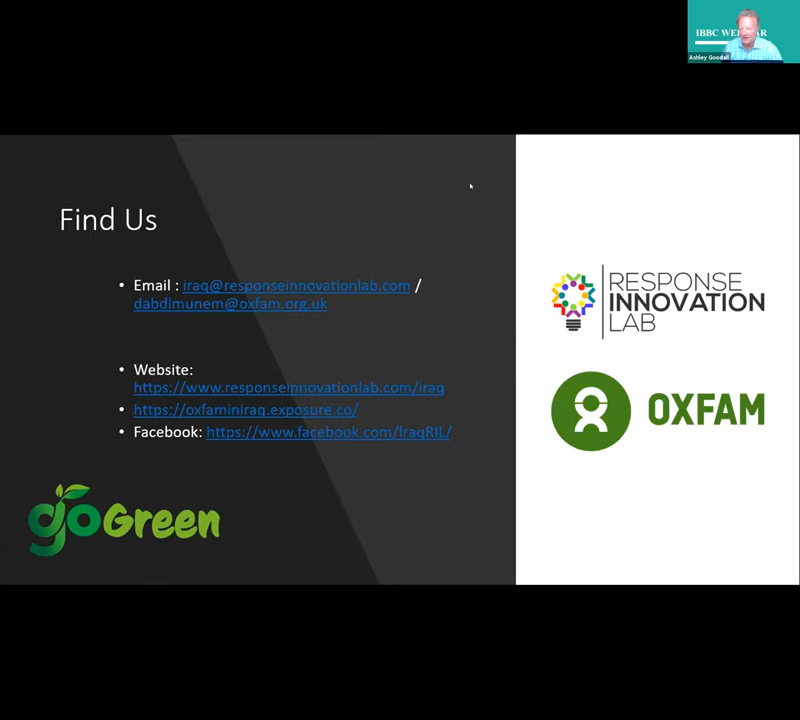 IBBC WEBINAR
Ashley Goodall
Find Us
• Email : iraq@responseinnovationlab.com /
dabdlmunem@oxfam.org.uk
• Website:
https://www.responseinnovationlab.com/iraq
• https://oxfaminiraq.exposure.co/
• Facebook: https://www.facebook.com/IraqRIL/
RESPONSE
INNOVATION
LAB
OXFAM
goGreen